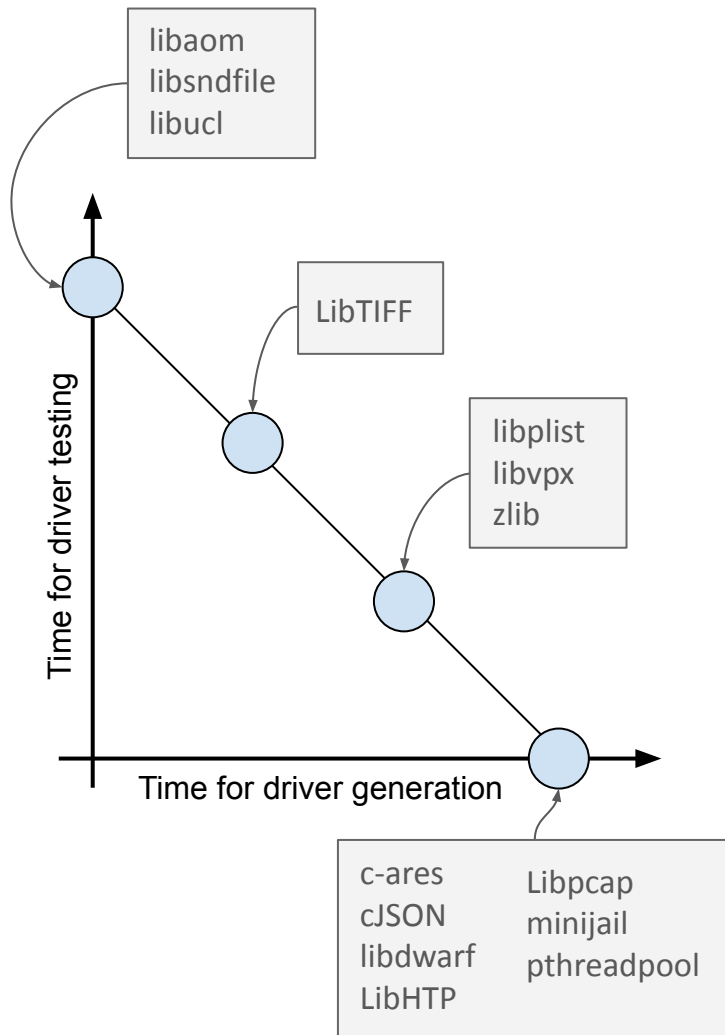 libaom
libsndfile
libucl
LibTIFF
libplist
libvpx
zlib
Time for driver testing
Time for driver generation
c-ares
cJSON
libdwarf
LibHTP
Libpcap
minijail
pthreadpool